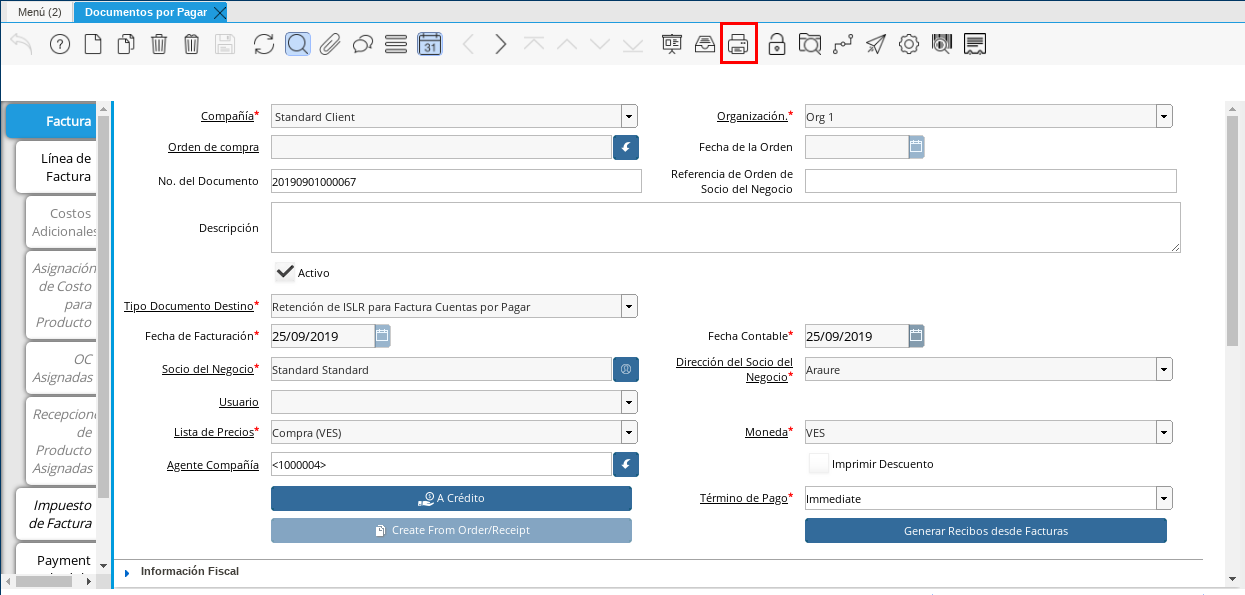 Menú (2)
Documentos por Pagar
31
Factura
Línea de
Factura
Costos
Adicionales
Asignación
de Costo
para
Producto
OC
Asignadas
Recepcione
de
Producto
Asignadas
Impuesto
de Factura
Payment
Compañía* Standard Client
Organización.* Org 1
Orden de compra
Fecha de la Orden
No. del Documento 20190901000067
Referencia de Orden de
Socio del Negocio
Descripción
Activo
Tipo Documento Destino* Retención de ISLR para Factura Cuentas por Pagar
Fecha de Facturación* 25/09/2019
Fecha Contable* 25/09/2019
Socio del Negocio* Standard Standard
Dirección del Socio del
Negocio* Araure
Usuario
Lista de Precios* Compra (VES)
Moneda* VES
Agente Compañía <1000004>
Imprimir Descuento
A Crédito
Término de Pago* Immediate
Create From Order/Receipt
Generar Recibos desde Facturas
Información Fiscal